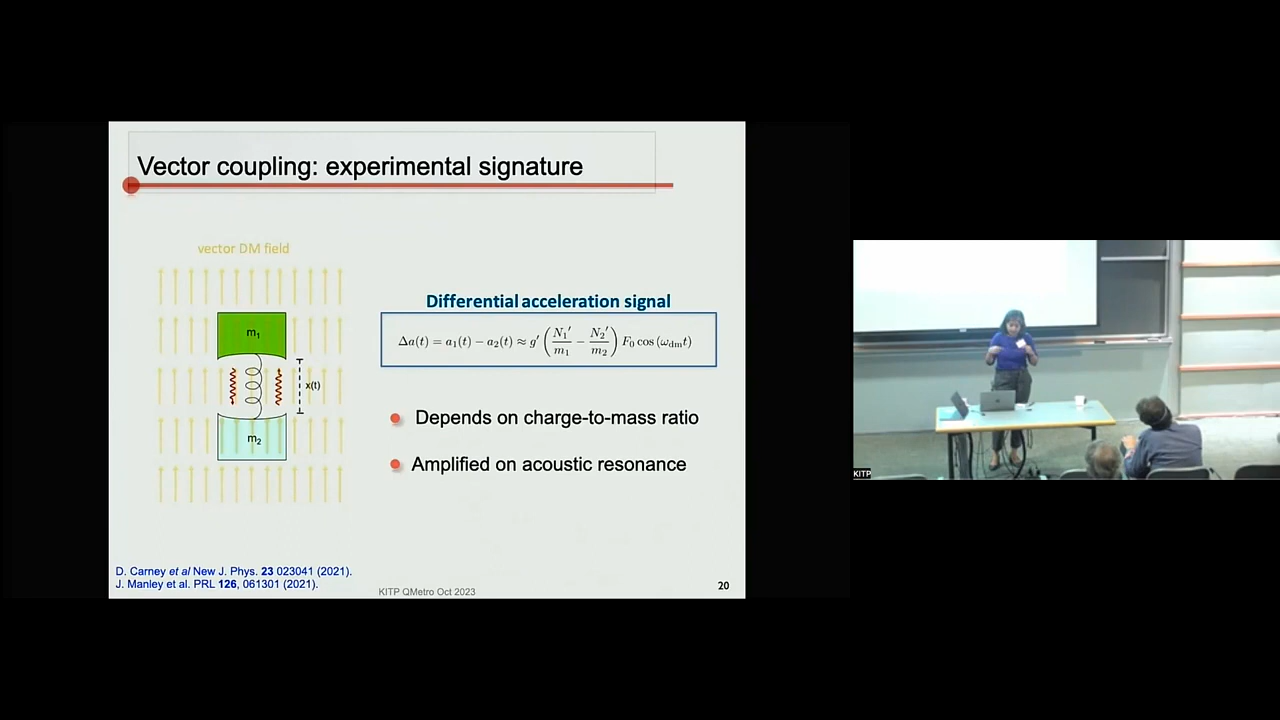 Vector coupling: experimental signature
vector DM field
m1
x(t)
m2
Differential acceleration signal
Δa(t) = a₁(t) − a₂(t) ≈ g′ (N₁′/m₁ − N₂′/m₂) F₀ cos (ω_dm t)
Depends on charge-to-mass ratio
Amplified on acoustic resonance
D. Carney et al New J. Phys. 23 023041 (2021).
J. Manley et al. PRL 126, 061301 (2021).
KITP QMetro Oct 2023
20
KITP